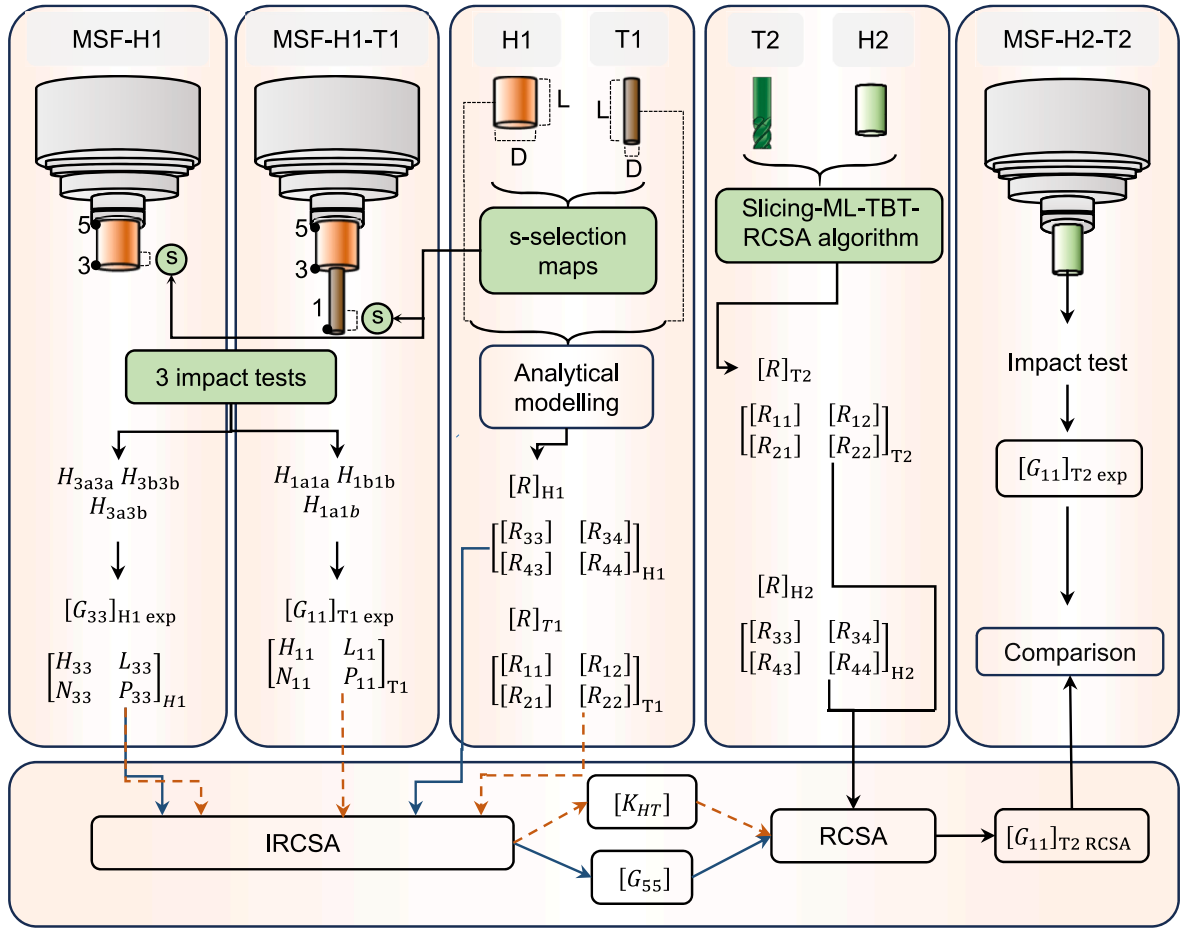 MSF-H1
5
3
s
MSF-H1-T1
5
3
1
s
3 impact tests
H3a3a H3b3b
H3a3b
[G33]H1 exp
[H33 L33
N33 P33]H1
H1a1a H1b1b
H1a1b
[G11]T1 exp
[H11 L11
N11 P11]T1
H1
T1
L
D
L
D
s-selection
maps
Analytical
modelling
[R]H1
[[R33] [R34]
[R43] [R44]]H1
[R]T1
[[R11] [R12]
[R21] [R22]]T1
T2
H2
Slicing-ML-TBT-
RCSA algorithm
[R]T2
[[R11] [R12]
[R21] [R22]]T2
[R]H2
[[R33] [R34]
[R43] [R44]]H2
MSF-H2-T2
Impact test
[G11]T2 exp
Comparison
IRCSA
[KHT]
[G55]
RCSA
[G11]T2 RCSA